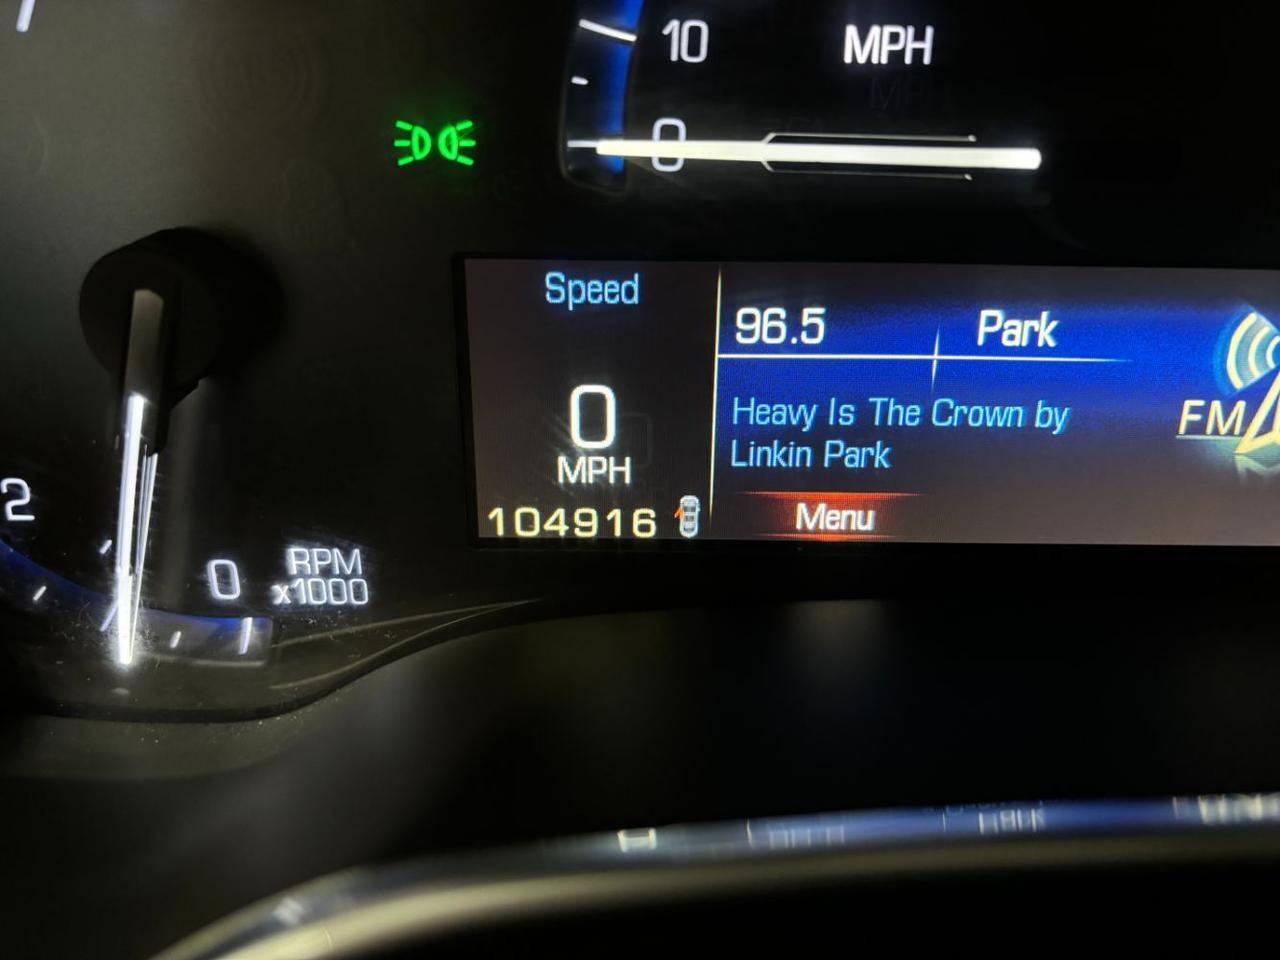 10 MPH
0
Speed
96.5 Park
0
MPH
Heavy Is The Crown by
Linkin Park
FM
104916
Menu
2
0
RPM
x1000